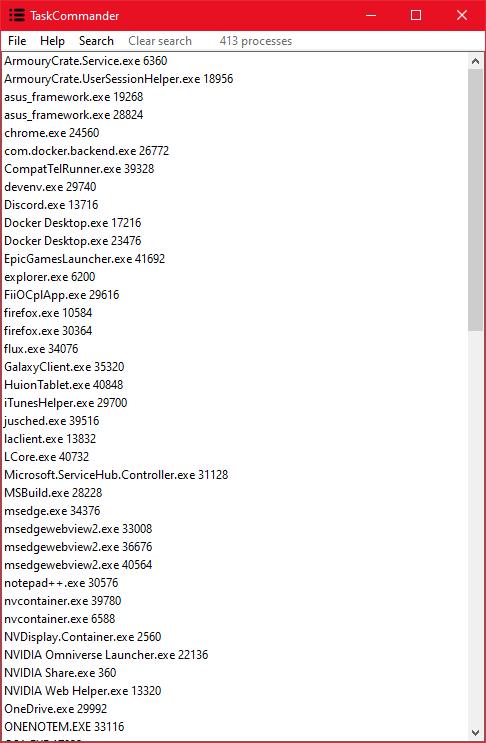 TaskCommander
File Help Search Clear search 413 processes
ArmouryCrate.Service.exe 6360
ArmouryCrate.UserSessionHelper.exe 18956
asus_framework.exe 19268
asus_framework.exe 28824
chrome.exe 24560
com.docker.backend.exe 26772
CompatTelRunner.exe 39328
devenv.exe 29740
Discord.exe 13716
Docker Desktop.exe 17216
Docker Desktop.exe 23476
EpicGamesLauncher.exe 41692
explorer.exe 6200
FiiOCplApp.exe 29616
firefox.exe 10584
firefox.exe 30364
flux.exe 34076
GalaxyClient.exe 35320
HuionTablet.exe 40848
iTunesHelper.exe 29700
jusched.exe 39516
laclient.exe 13832
LCore.exe 40732
Microsoft.ServiceHub.Controller.exe 31128
MSBuild.exe 28228
msedge.exe 34376
msedgewebview2.exe 33008
msedgewebview2.exe 36676
msedgewebview2.exe 40564
notepad++.exe 30576
nvcontainer.exe 39780
nvcontainer.exe 6588
NVDisplay.Container.exe 2560
NVIDIA Omniverse Launcher.exe 22136
NVIDIA Share.exe 360
NVIDIA Web Helper.exe 13320
OneDrive.exe 29992
ONENOTEM.EXE 33116